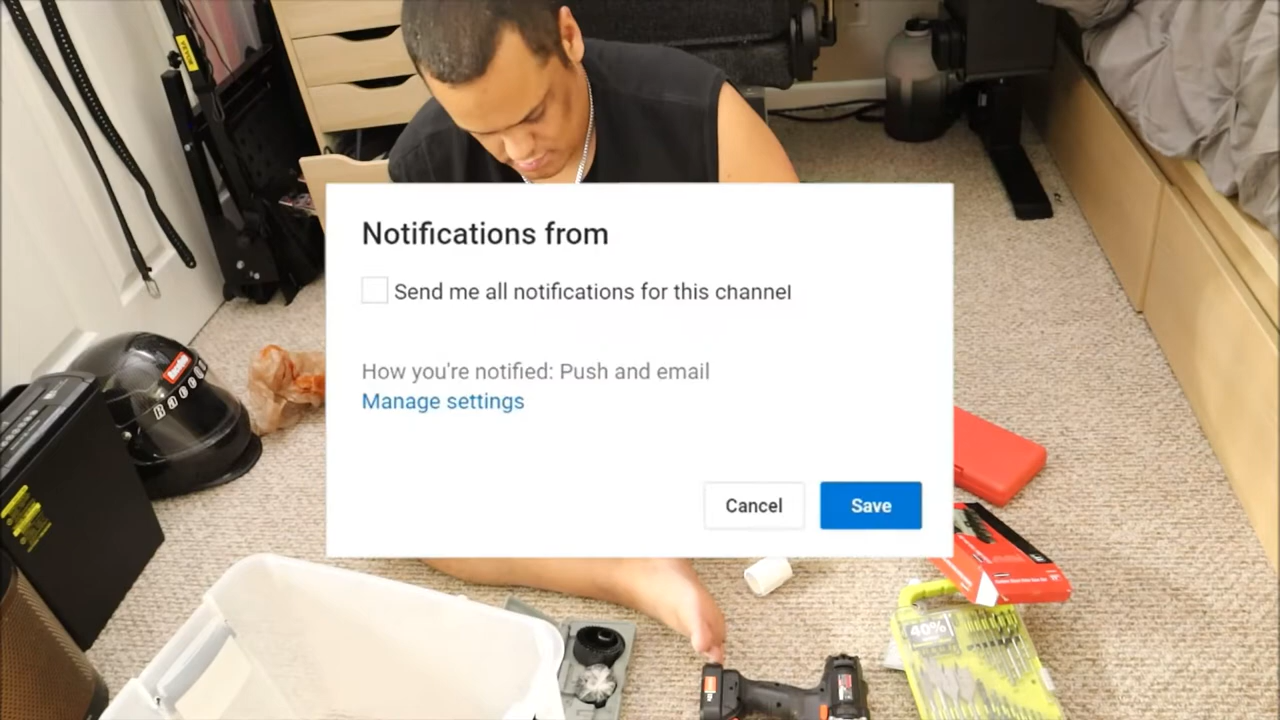 Notifications from
Send me all notifications for this channel
How you're notified: Push and email
Manage settings
Cancel
Save
Raceq
40%